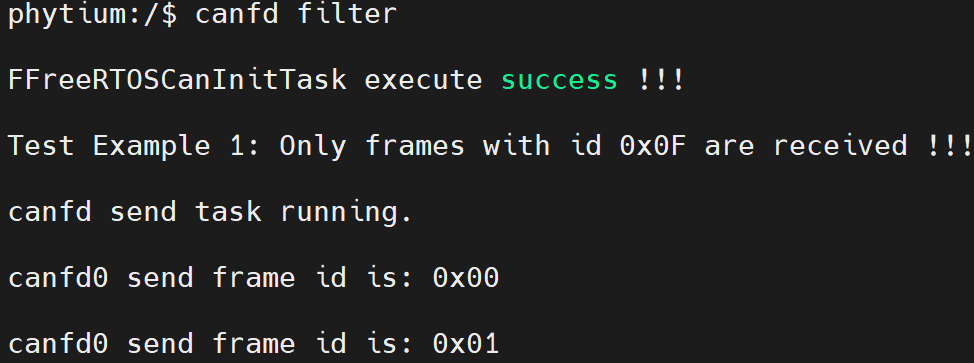 phytium:/$ canfd filter
FFreeRTOSCanInitTask execute success !!!
Test Example 1: Only frames with id 0x0F are received !!!
canfd send task running.
canfd0 send frame id is: 0x00
canfd0 send frame id is: 0x01